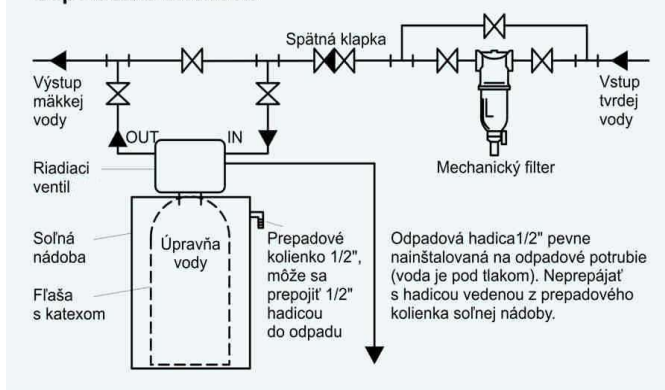 Spätná klapka
Výstup
mäkkej
vody
Vstup
tvrdej
vody
OUT
IN
Mechanický filter
Riadiaci
ventil
Soľná
nádoba
Úpravňa
vody
Fľaša
s katexom
Prepadové
kolienko 1/2",
môže sa
prepojiť 1/2"
hadicou
do odpadu
Odpadová hadica1/2" pevne
nainštalovaná na odpadové potrubie
(voda je pod tlakom). Neprepájať
s hadicou vedenou z prepadového
kolienka soľnej nádoby.